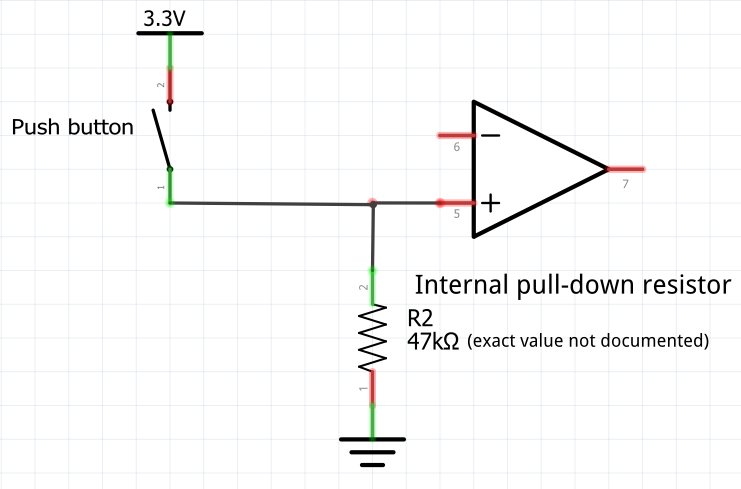 3.3V
2
Push button
1
6
−
5
+
7
2
Internal pull-down resistor
R2
47kΩ (exact value not documented)
1